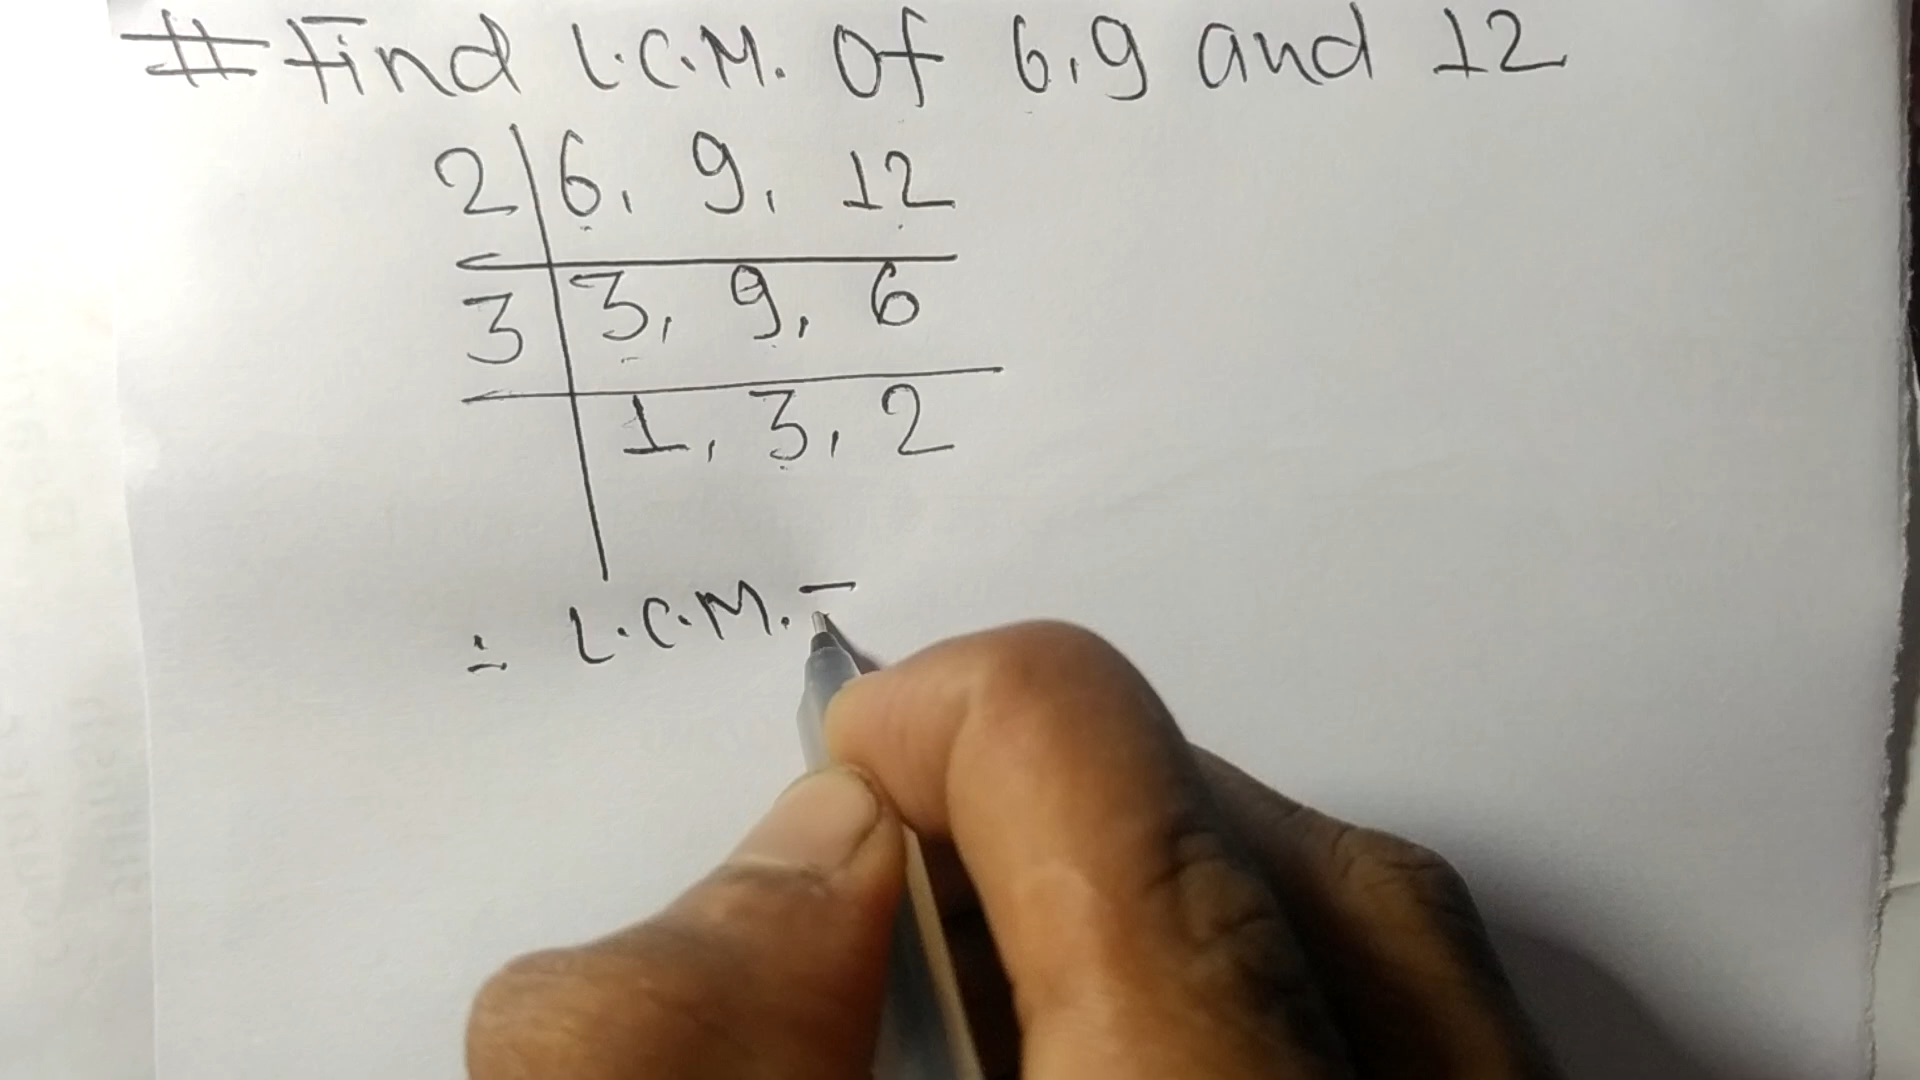 # Find L.C.M. of 6, 9 and 12
2 | 6, 9, 12
3 | 3, 9, 6
1, 3, 2
∴ L.C.M. =